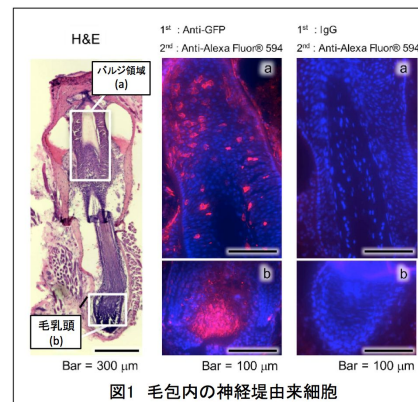 H&E
1st : Anti-GFP
2nd : Anti-Alexa Fluor® 594
1st : IgG
2nd : Anti-Alexa Fluor® 594
バルジ領域
(a)
a
a
b
b
毛乳頭
(b)
Bar = 300 μm
Bar = 100 μm
Bar = 100 μm
図1 毛包内の神経堤由来細胞